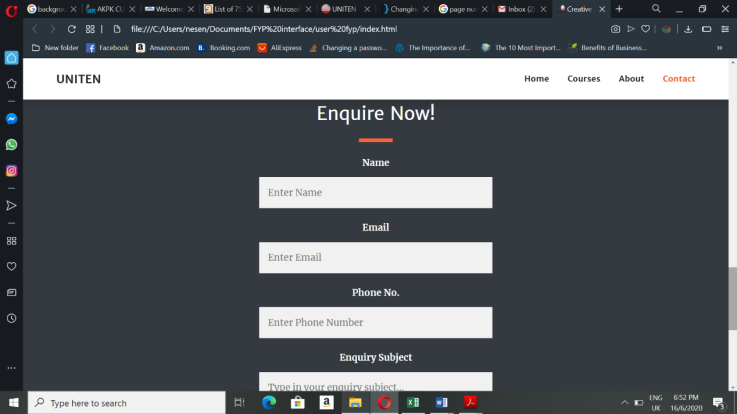 backgrou
AKPK CU
Welcome
List of 75
Microsof
UNITEN
Changin
page nu
Inbox (2
Creative
file:///C:/Users/nesen/Documents/FYP%20interface/user%20fyp/index.html
New folder
Facebook
Amazon.com
Booking.com
AliExpress
Changing a passwo...
The Importance of...
The 10 Most Import...
Benefits of Business...
UNITEN
Home Courses About Contact
Enquire Now!
Name
Enter Name
Email
Enter Email
Phone No.
Enter Phone Number
Enquiry Subject
Type in your enquiry subject...
Type here to search
ENG
UK
6:52 PM
16/6/2020
3